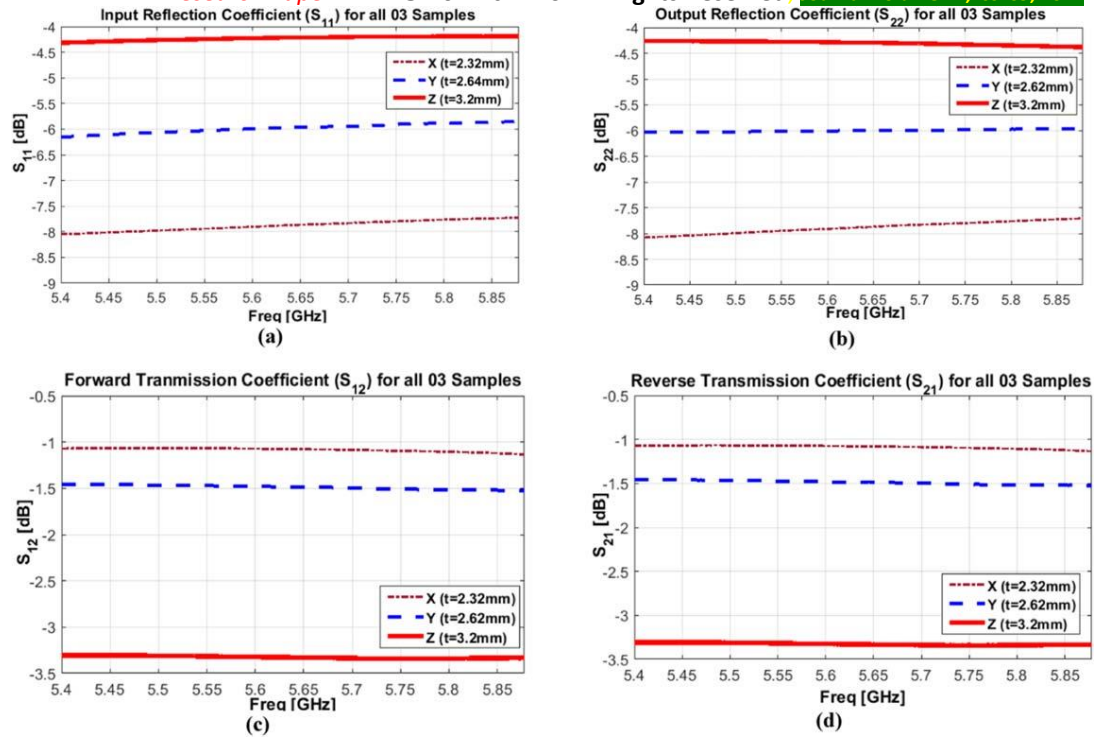 Input Reflection Coefficient (S11) for all 03 Samples
-4
-4.5
-5
-5.5
-6
-6.5
-7
-7.5
-8
-8.5
-9
S11 [dB]
X (t=2.32mm)
Y (t=2.64mm)
Z (t=3.2mm)
5.4 5.45 5.5 5.55 5.6 5.65 5.7 5.75 5.8 5.85
Freq [GHz]
(a)
Output Reflection Coefficient (S22) for all 03 Samples
-4
-4.5
-5
-5.5
-6
-6.5
-7
-7.5
-8
-8.5
-9
S22 [dB]
X (t=2.32mm)
Y (t=2.62mm)
Z (t=3.2mm)
5.4 5.45 5.5 5.55 5.6 5.65 5.7 5.75 5.8 5.85
Freq [GHz]
(b)
Forward Tranmission Coefficient (S12) for all 03 Samples
-0.5
-1
-1.5
-2
-2.5
-3
-3.5
S12 [dB]
X (t=2.32mm)
Y (t=2.62mm)
Z (t=3.2mm)
5.4 5.45 5.5 5.55 5.6 5.65 5.7 5.75 5.8 5.85
Freq [GHz]
(c)
Reverse Transmission Coefficient (S21) for all 03 Samples
-0.5
-1
-1.5
-2
-2.5
-3
-3.5
S21 [dB]
X (t=2.32mm)
Y (t=2.62mm)
Z (t=3.2mm)
5.4 5.45 5.5 5.55 5.6 5.65 5.7 5.75 5.8 5.85
Freq [GHz]
(d)